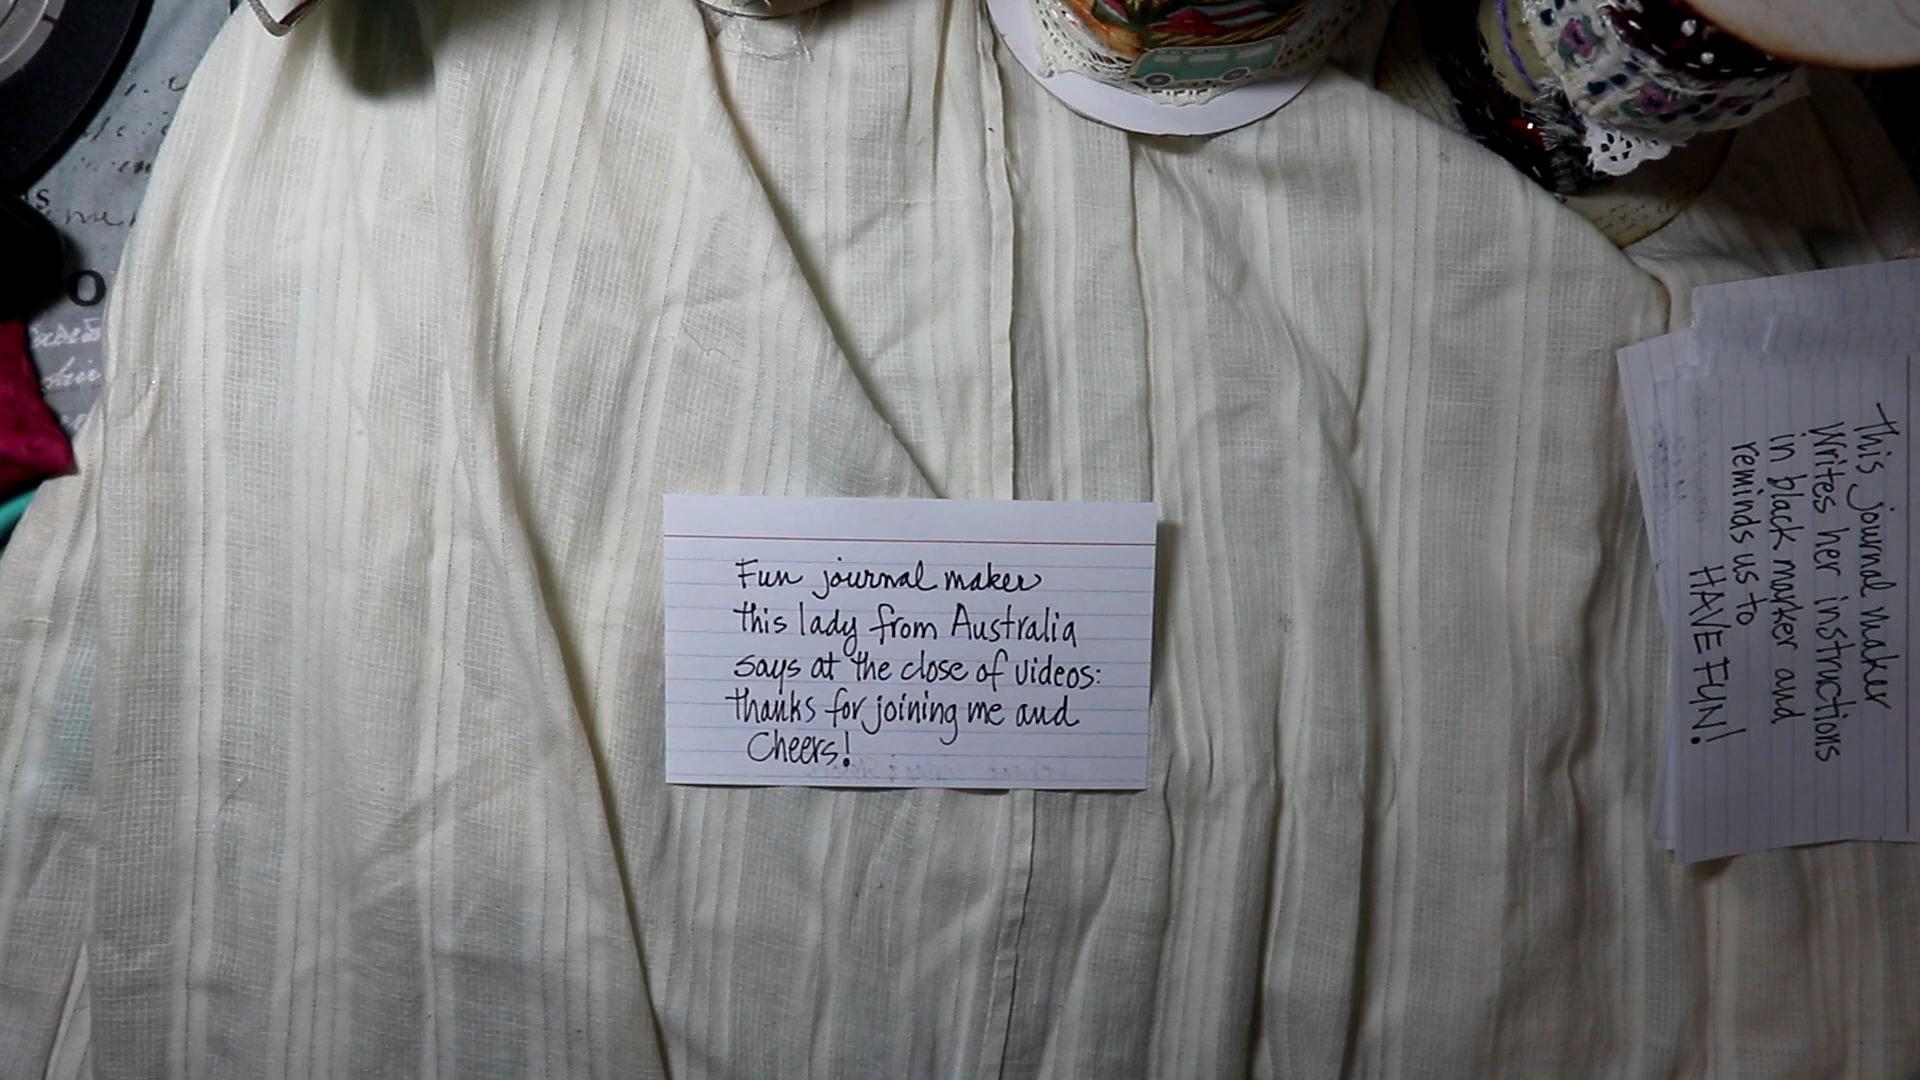 Fun journal maker
this lady from Australia
says at the close of videos:
thanks for joining me and
Cheers!
This journal maker
Writes her instructions
in black marker and
reminds us to
HAVE FUN!